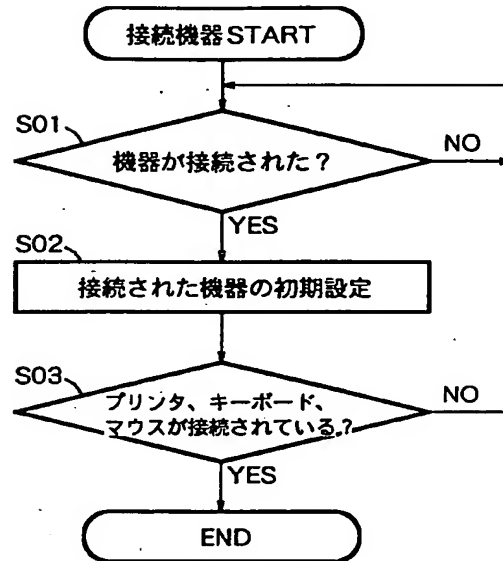 接続機器START
S01
機器が接続された？
NO
YES
S02
接続された機器の初期設定
S03
プリンタ、キーボード、
マウスが接続されている？
NO
YES
END